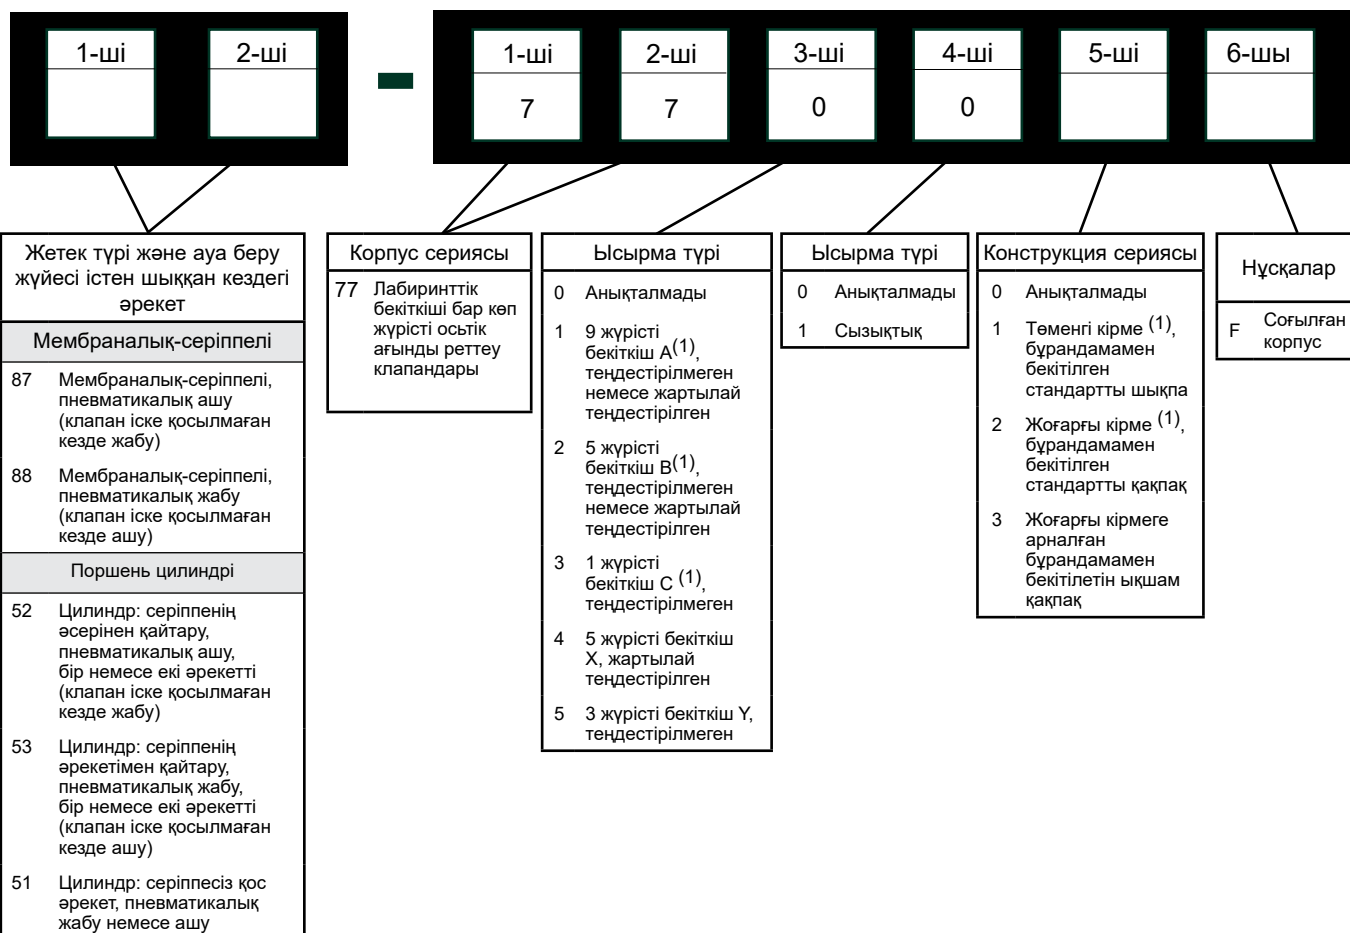 1-ші 2-ші 1-ші 2-ші 3-ші 4-ші 5-ші 6-шы
7 7 0 0
Жетек түрі және ауа беру
жүйесі істен шыққан кездегі
әрекет
Мембраналық-серіппелі
87 Мембраналық-серіппелі,
пневматикалық ашу
(клапан іске қосылмаған
кезде жабу)
88 Мембраналық-серіппелі,
пневматикалық жабу
(клапан іске қосылмаған
кезде ашу)
Поршень цилиндрі
52 Цилиндр: серіппенің
әсерінен қайтару,
пневматикалық ашу,
бір немесе екі әрекетті
(клапан іске қосылмаған
кезде жабу)
53 Цилиндр: серіппенің
әрекетімен қайтару,
пневматикалық жабу,
бір немесе екі әрекетті
(клапан іске қосылмаған
кезде ашу)
51 Цилиндр: серіппесіз қос
әрекет, пневматикалық
жабу немесе ашу
Корпус сериясы
77 Лабиринттік
бекіткіші бар көп
жүрісті осьтік
ағынды реттеу
клапандары
Ысырма түрі
0 Анықталмады
1 9 жүрісті
бекіткіш A(1),
теңдестірілмеген
немесе жартылай
теңдестірілген
2 5 жүрісті
бекіткіш B(1),
теңдестірілмеген
немесе жартылай
теңдестірілген
3 1 жүрісті
бекіткіш C (1),
теңдестірілмеген
4 5 жүрісті бекіткіш
X, жартылай
теңдестірілген
5 3 жүрісті бекіткіш Y,
теңдестірілмеген
Ысырма түрі
0 Анықталмады
1 Сызықтық
Конструкция сериясы
0 Анықталмады
1 Төменгі кірме (1),
бұрандамамен
бекітілген
стандартты шықпа
2 Жоғарғы кірме (1),
бұрандамамен
бекітілген
стандартты қақпақ
3 Жоғарғы кірмеге
арналған
бұрандамамен
бекітілетін ықшам
қақпақ
Нұсқалар
F Соғылған
корпус